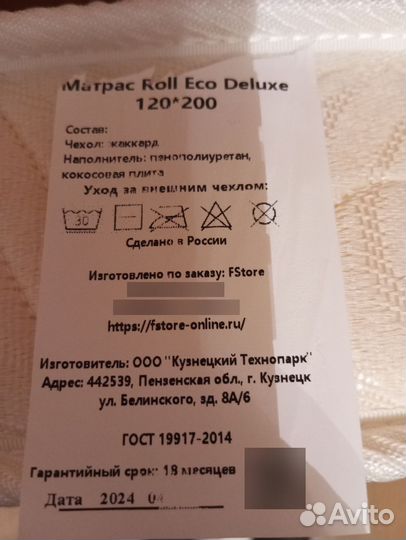 Матрас Roll Eco Deluxe
120*200
Состав:
Чехол: жаккард
Наполнитель: пенополиуретан,
кокосовая плита
Уход за внешним чехлом:
30
Сделано в России
Изготовлено по заказу: FStore
https://fstore-online.ru/
Изготовитель: ООО "Кузнецкий Технопарк"
Адрес: 442539, Пензенская обл., г. Кузнецк
ул. Белинского, зд. 8А/6
ГОСТ 19917-2014
Гарантийный срок: 18 месяцев
Дата 2024
Avito